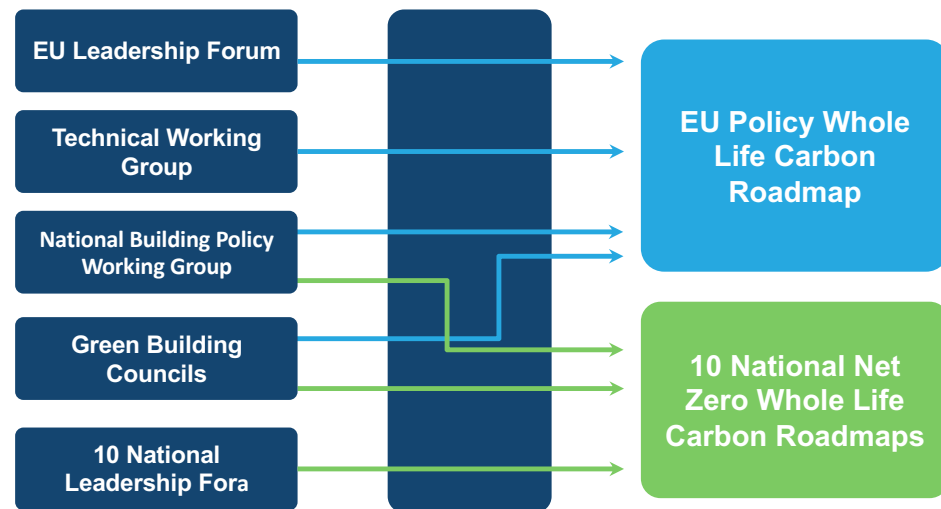 EU Leadership Forum
Technical Working
Group
National Building Policy
Working Group
Green Building
Councils
10 National
Leadership Fora
EU Policy Whole
Life Carbon
Roadmap
10 National Net
Zero Whole Life
Carbon Roadmaps